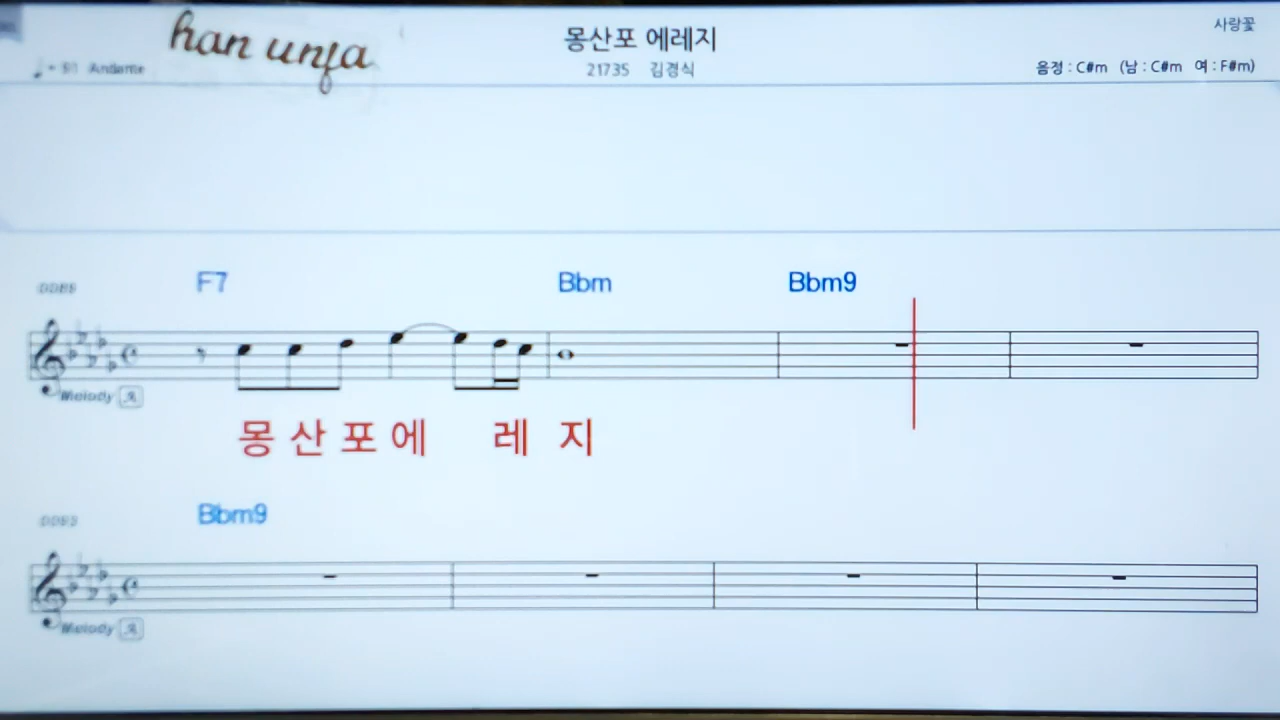 han unfa
몽산포 에레지
사랑꽃
Andante
21735 김경식
음정 : C#m (남 : C#m 여 : F#m)
F7 Bbm Bbm9
Melody
몽 산 포 에 레 지
Bbm9
Melody